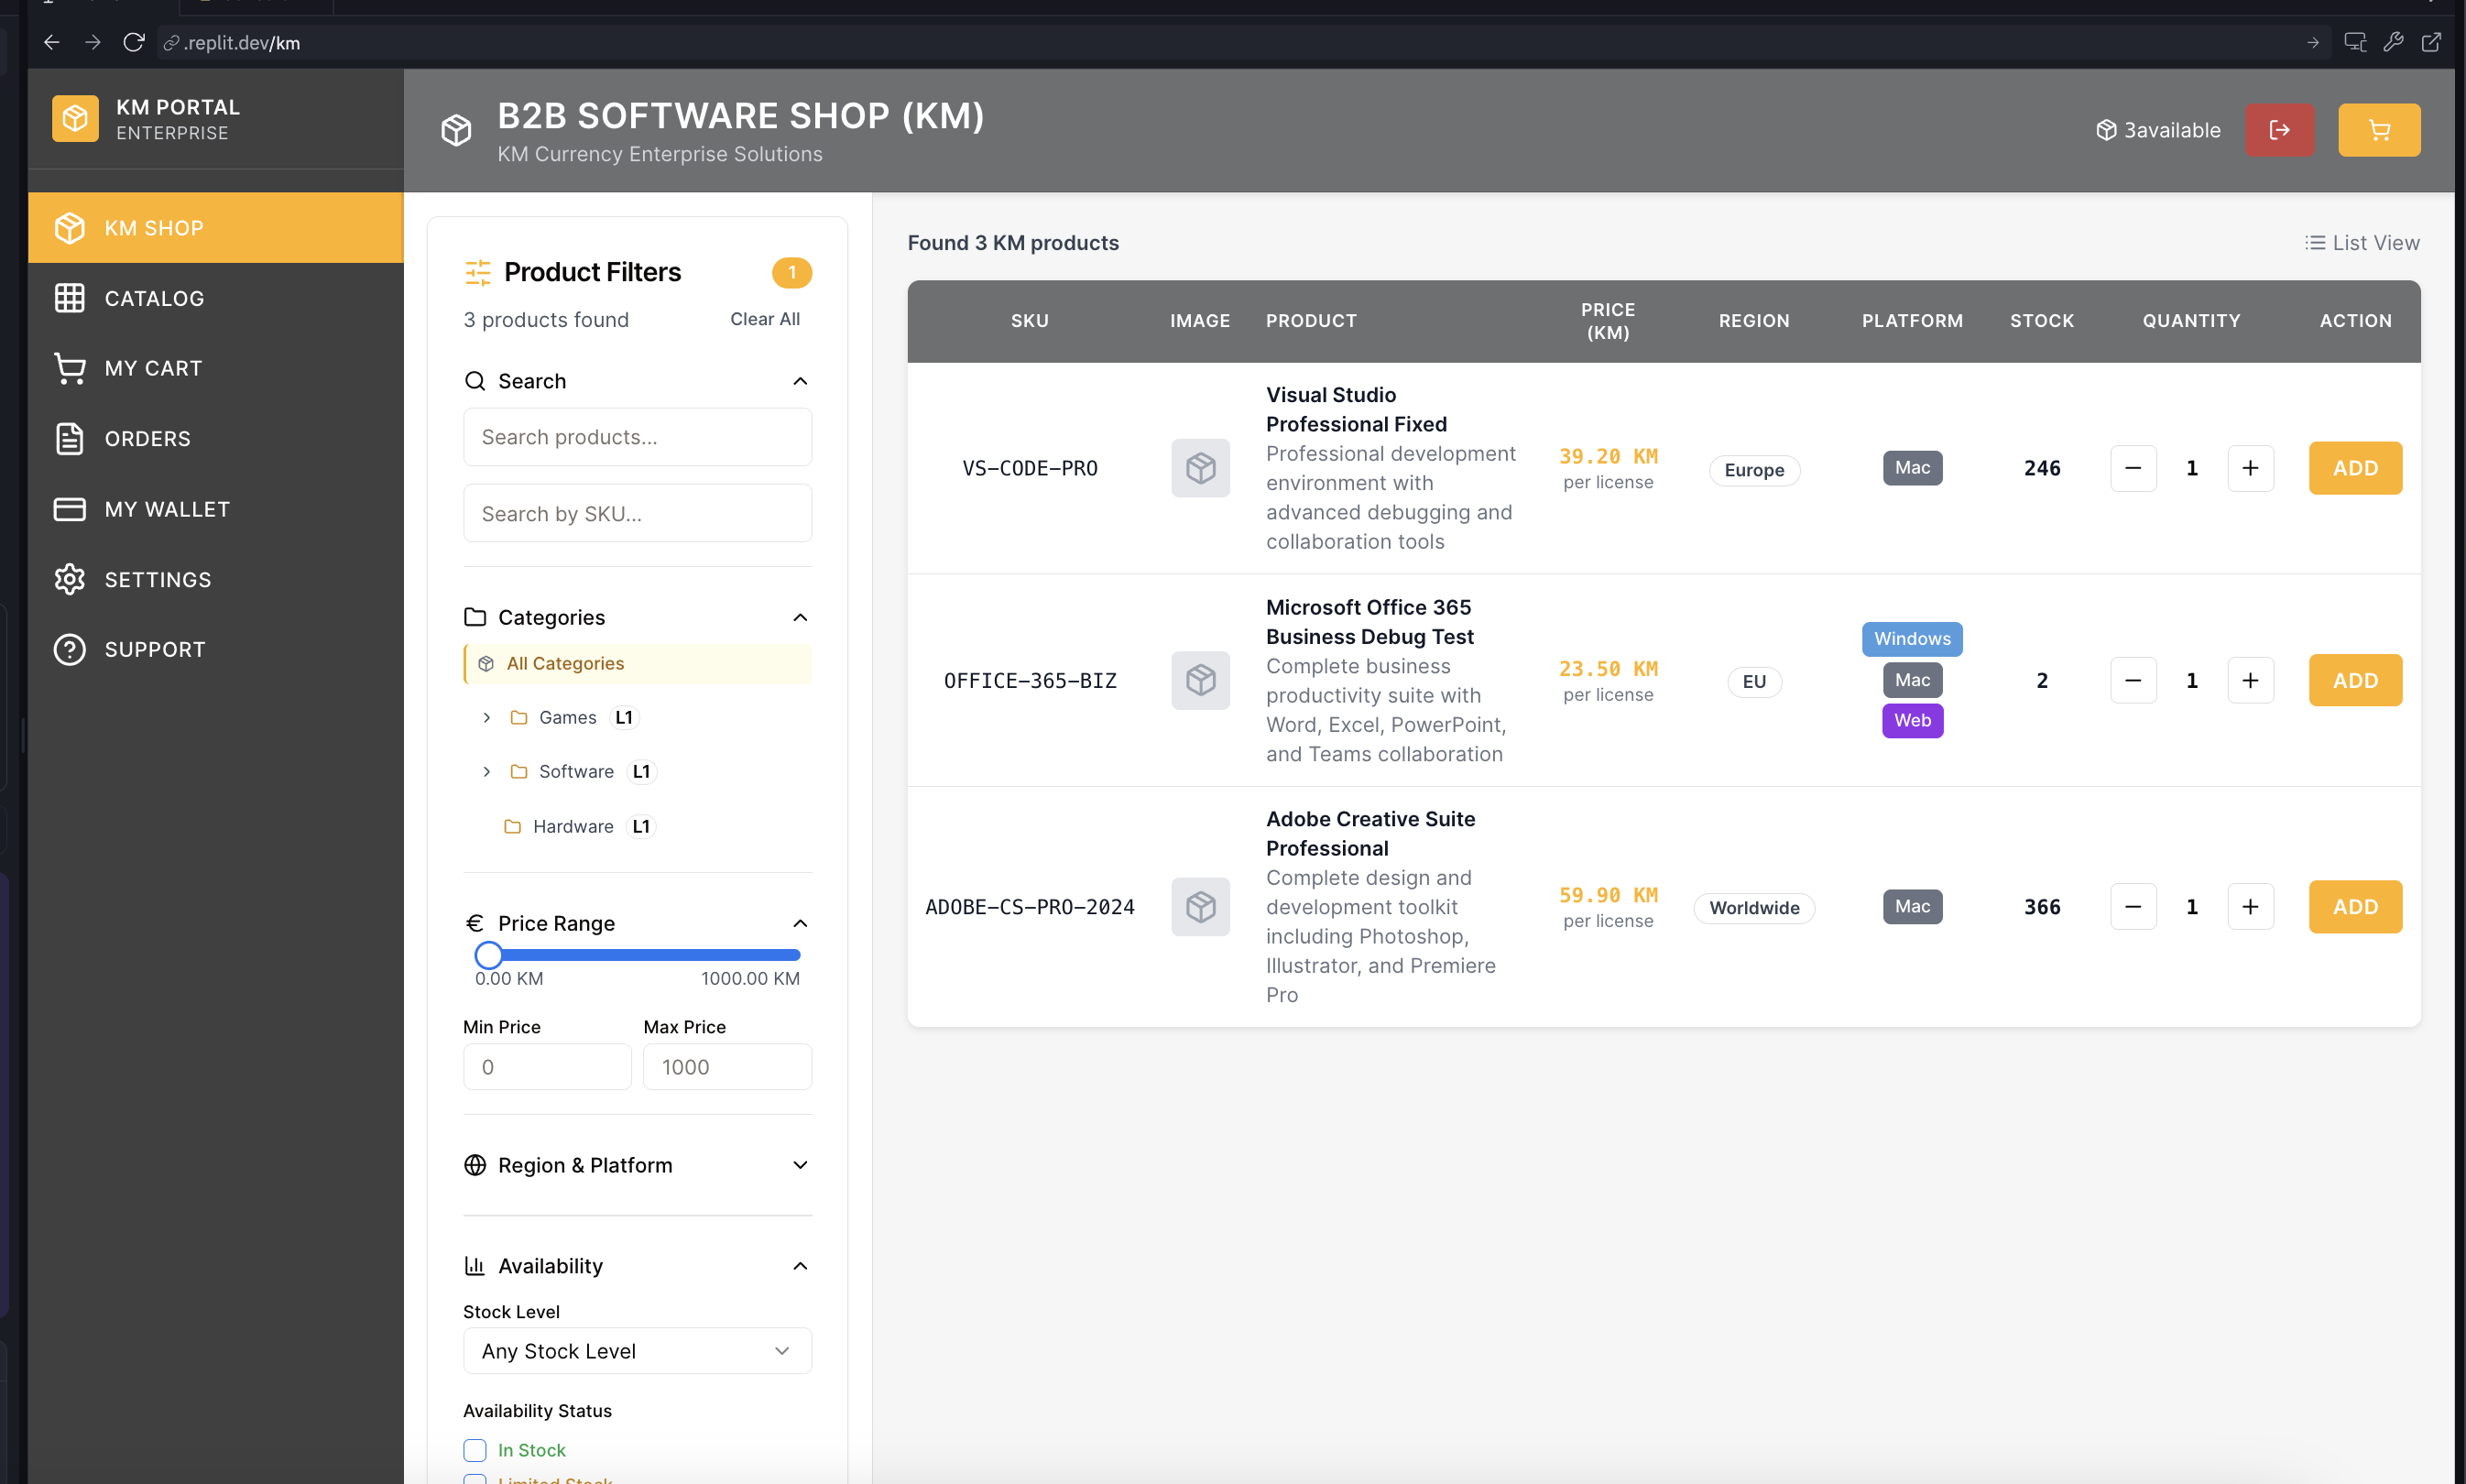 .replit.dev/km
KM PORTAL
ENTERPRISE
B2B SOFTWARE SHOP (KM)
KM Currency Enterprise Solutions
3available
KM SHOP
CATALOG
MY CART
ORDERS
MY WALLET
SETTINGS
SUPPORT
Product Filters
1
3 products found
Clear All
Search
Search products...
Search by SKU...
Categories
All Categories
Games L1
Software L1
Hardware L1
€ Price Range
0.00 KM
1000.00 KM
Min Price
Max Price
0
1000
Region & Platform
Availability
Stock Level
Any Stock Level
Availability Status
In Stock
Limited Stock
Found 3 KM products
List View
SKU
IMAGE
PRODUCT
PRICE
(KM)
REGION
PLATFORM
STOCK
QUANTITY
ACTION
VS-CODE-PRO
Visual Studio
Professional Fixed
Professional development
environment with
advanced debugging and
collaboration tools
39.20 KM
per license
Europe
Mac
246
1
ADD
OFFICE-365-BIZ
Microsoft Office 365
Business Debug Test
Complete business
productivity suite with
Word, Excel, PowerPoint,
and Teams collaboration
23.50 KM
per license
EU
Windows
Mac
Web
2
1
ADD
ADOBE-CS-PRO-2024
Adobe Creative Suite
Professional
Complete design and
development toolkit
including Photoshop,
Illustrator, and Premiere
Pro
59.90 KM
per license
Worldwide
Mac
366
1
ADD